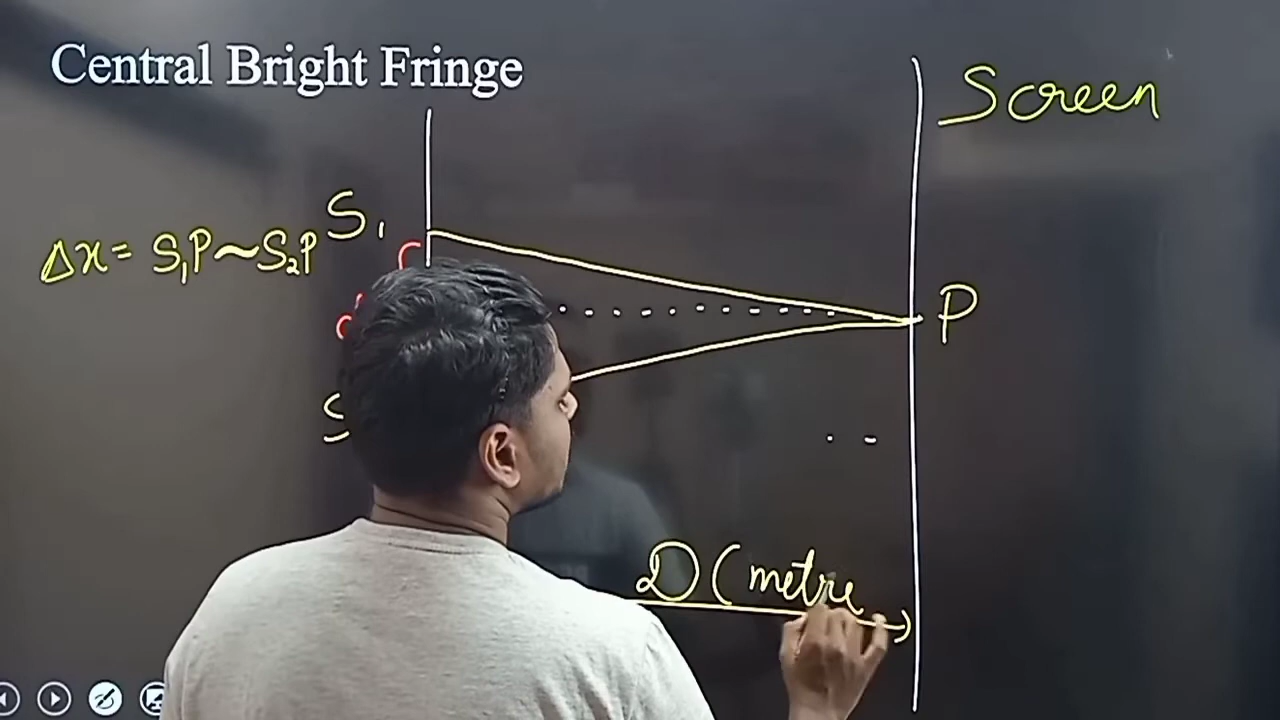 Central Bright Fringe
Screen
S₁
Δx = S₁P ~ S₂P
P
S
D (metre